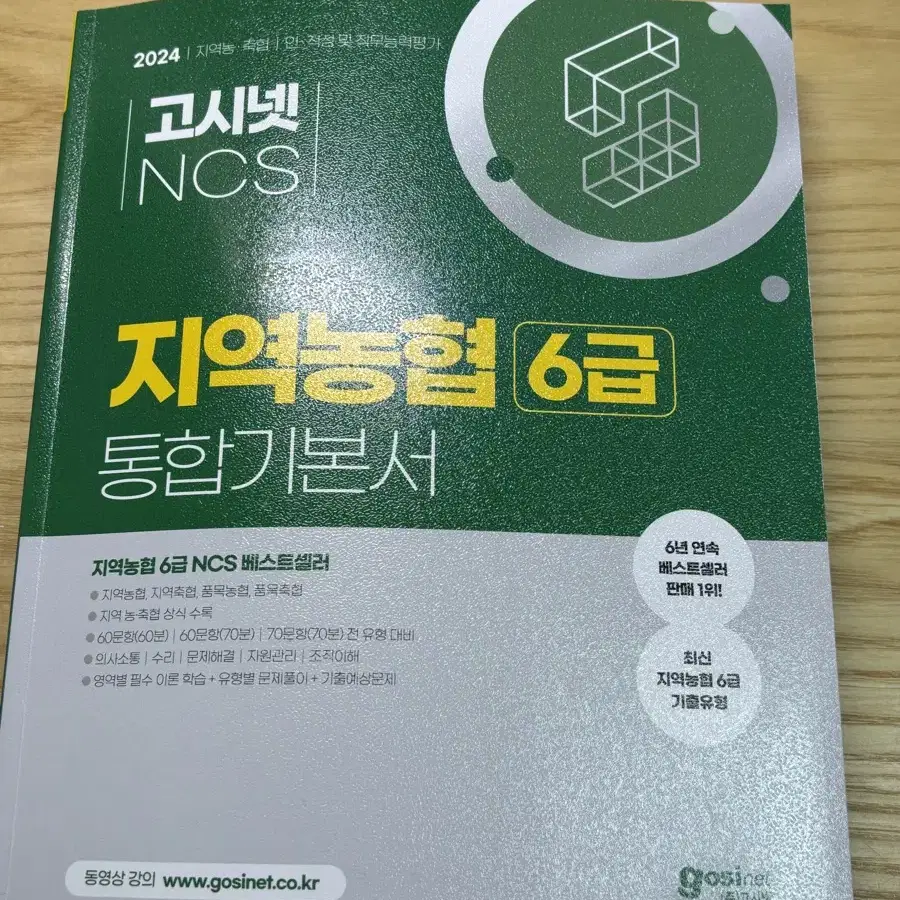 2024 | 지역농·축협 | 인·적성 및 직무능력평가
고시넷
NCS
지역농협 6급
통합기본서
지역농협 6급 NCS 베스트셀러
● 지역농협, 지역축협, 품목농협, 품목축협
● 지역 농·축협 상식 수록
● 60문항(60분) | 60문항(70분) | 70문항(70분) 전 유형 대비
● 의사소통 | 수리 | 문제해결 | 자원관리 | 조직이해
● 영역별 필수 이론 학습 + 유형별 문제풀이 + 기출예상문제
6년 연속
베스트셀러
판매 1위!
최신
지역농협 6급
기출유형
동영상 강의 www.gosinet.co.kr
gosinet